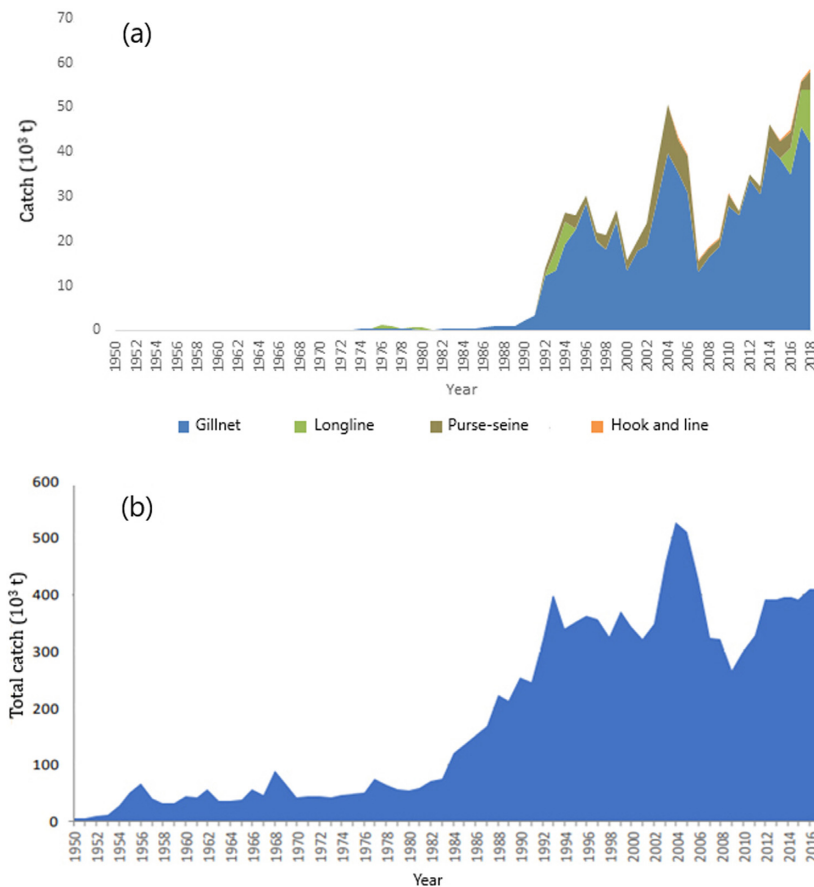 (a)
Catch (10³ t)
70
60
50
40
30
20
10
0
1950 1952 1954 1956 1958 1960 1962 1964 1966 1968 1970 1972 1974 1976 1978 1980 1982 1984 1986 1988 1990 1992 1994 1996 1998 2000 2002 2004 2006 2008 2010 2012 2014 2016 2018
Year
Gillnet Longline Purse-seine Hook and line
(b)
Total catch (10³ t)
600
500
400
300
200
100
0
1950 1952 1954 1956 1958 1960 1962 1964 1966 1968 1970 1972 1974 1976 1978 1980 1982 1984 1986 1988 1990 1992 1994 1996 1998 2000 2002 2004 2006 2008 2010 2012 2014 2016
Year